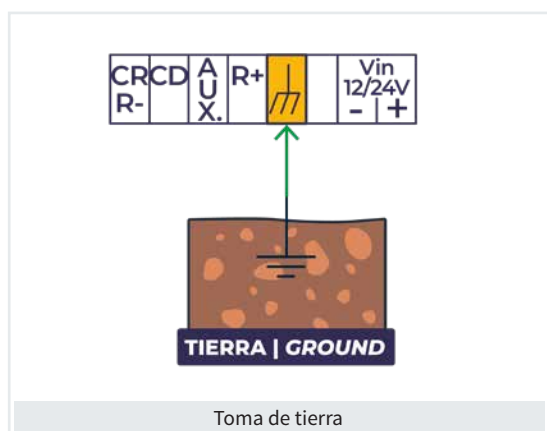 CR CD A R+ Vin
R- U 12/24V
X. - | +
TIERRA | GROUND
Toma de tierra